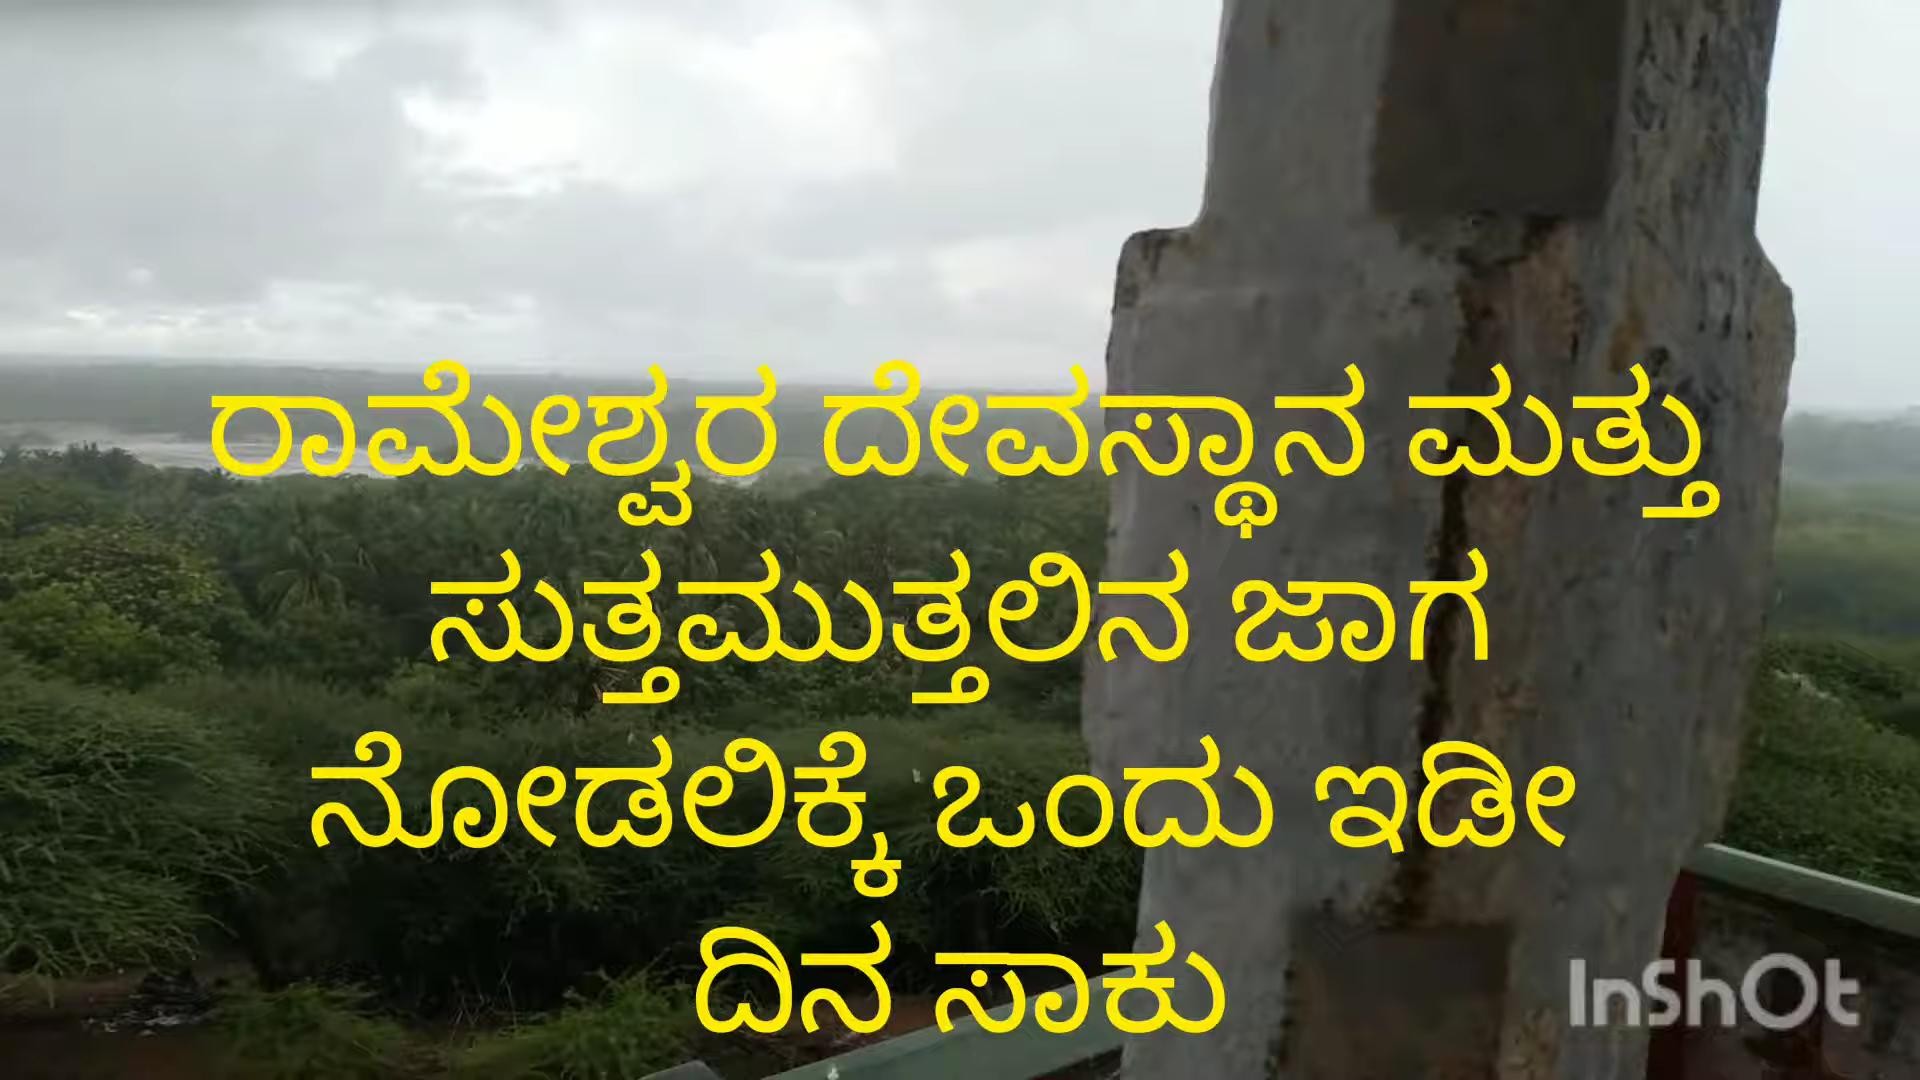 ರಾಮೇಶ್ವರ ದೇವಸ್ಥಾನ ಮತ್ತು
ಸುತ್ತಮುತ್ತಲಿನ ಜಾಗ
ನೋಡಲಿಕ್ಕೆ ಒಂದು ಇಡೀ
ದಿನ ಸಾಕು
InShOt